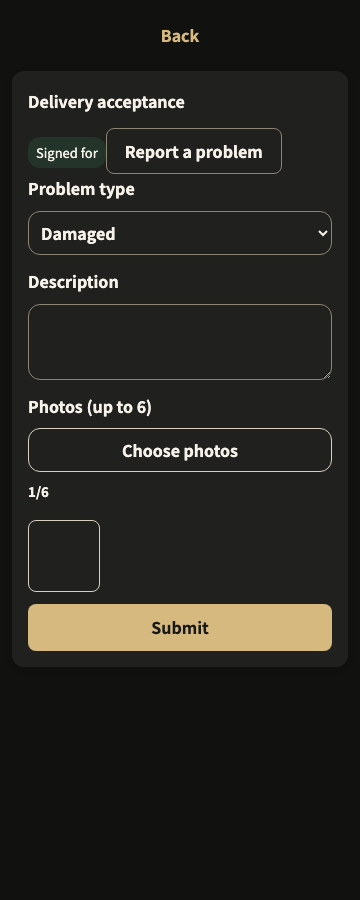 Back
Delivery acceptance
Signed for
Report a problem
Problem type
Damaged
Description
Photos (up to 6)
Choose photos
1/6
Submit